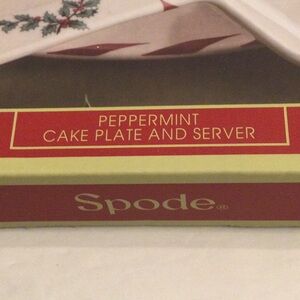 PEPPERMINT
CAKE PLATE AND SERVER
Spode®